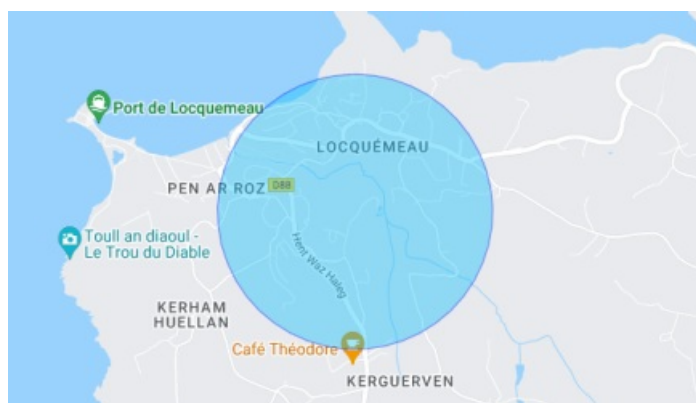 Port de Locquemeau
LOCQUÉMEAU
PEN AR ROZ
D88
Toull an diaoul -
Le Trou du Diable
Hent Waz Haleg
KERHAM
HUELLAN
Café Théodore
KERGUERVEN